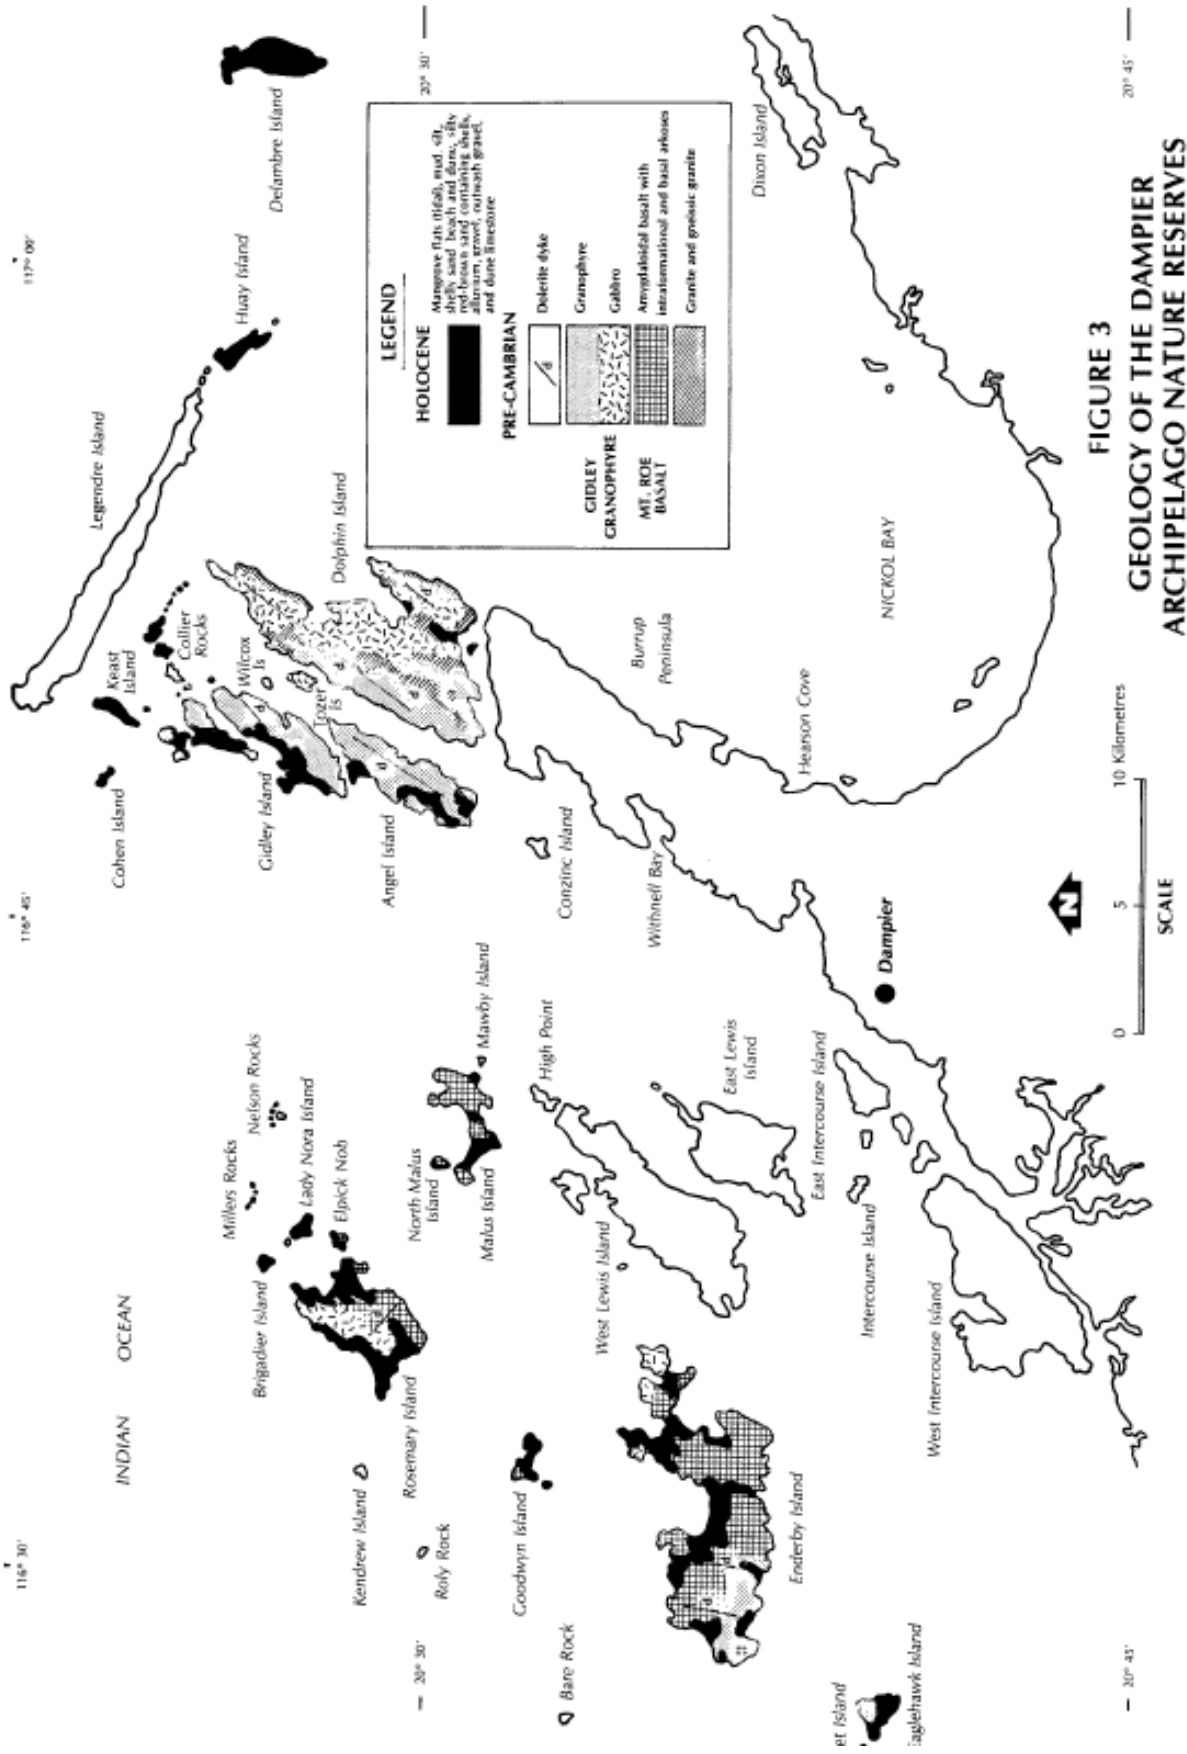 116° 30'
116° 45'
117° 00'
INDIAN OCEAN
Cohen Island
Keast
Island
Legendre Island
Collier
Rocks
Huay Island
Delambre Island
Wilcox
Is
Tozer
Is
Gidley Island
Angel Island
Dolphin Island
Millers Rocks
Nelson Rocks
Brigadier Island
Lady Nora Island
Elpick Nob
Kendrew Island
Rosemary Island
Roly Rock
North Malus
Island
Malus Island
Mawby Island
20° 30'
20° 30'
Goodwyn Island
Bare Rock
High Point
Conzinc Island
West Lewis Island
East Lewis
Island
Withnell Bay
Burrup
Peninsula
Hearson Cove
Enderby Island
East Intercourse Island
Intercourse Island
West Intercourse Island
Dampier
NICKOL BAY
Dixon Island
et Island
Eaglehawk Island
20° 45'
20° 45'
d
d
d
d
d
d
d
LEGEND
HOLOCENE
Mangrove flats (tidal), mud, silt,
shelly sand, beach and dune, silty
red-brown sand containing shells,
alluvium, gravel, outwash gravel,
and dune limestone
PRE-CAMBRIAN
d
Dolerite dyke
GIDLEY
GRANOPHYRE
Granophyre
Gabbro
MT. ROE
BASALT
Amygdaloidal basalt with
intraformational and basal arkoses
Granite and gneissic granite
N
0 5 10 Kilometres
SCALE
FIGURE 3
GEOLOGY OF THE DAMPIER
ARCHIPELAGO NATURE RESERVES